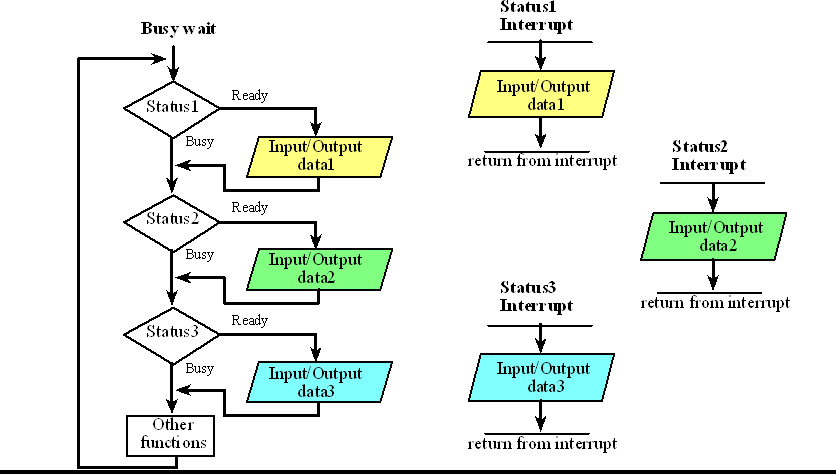 Busy wait
Status1
Ready
Busy
Input/Output
data1
Status2
Ready
Busy
Input/Output
data2
Status3
Ready
Busy
Input/Output
data3
Other
functions
Status1
Interrupt
Input/Output
data1
return from interrupt
Status2
Interrupt
Input/Output
data2
return from interrupt
Status3
Interrupt
Input/Output
data3
return from interrupt